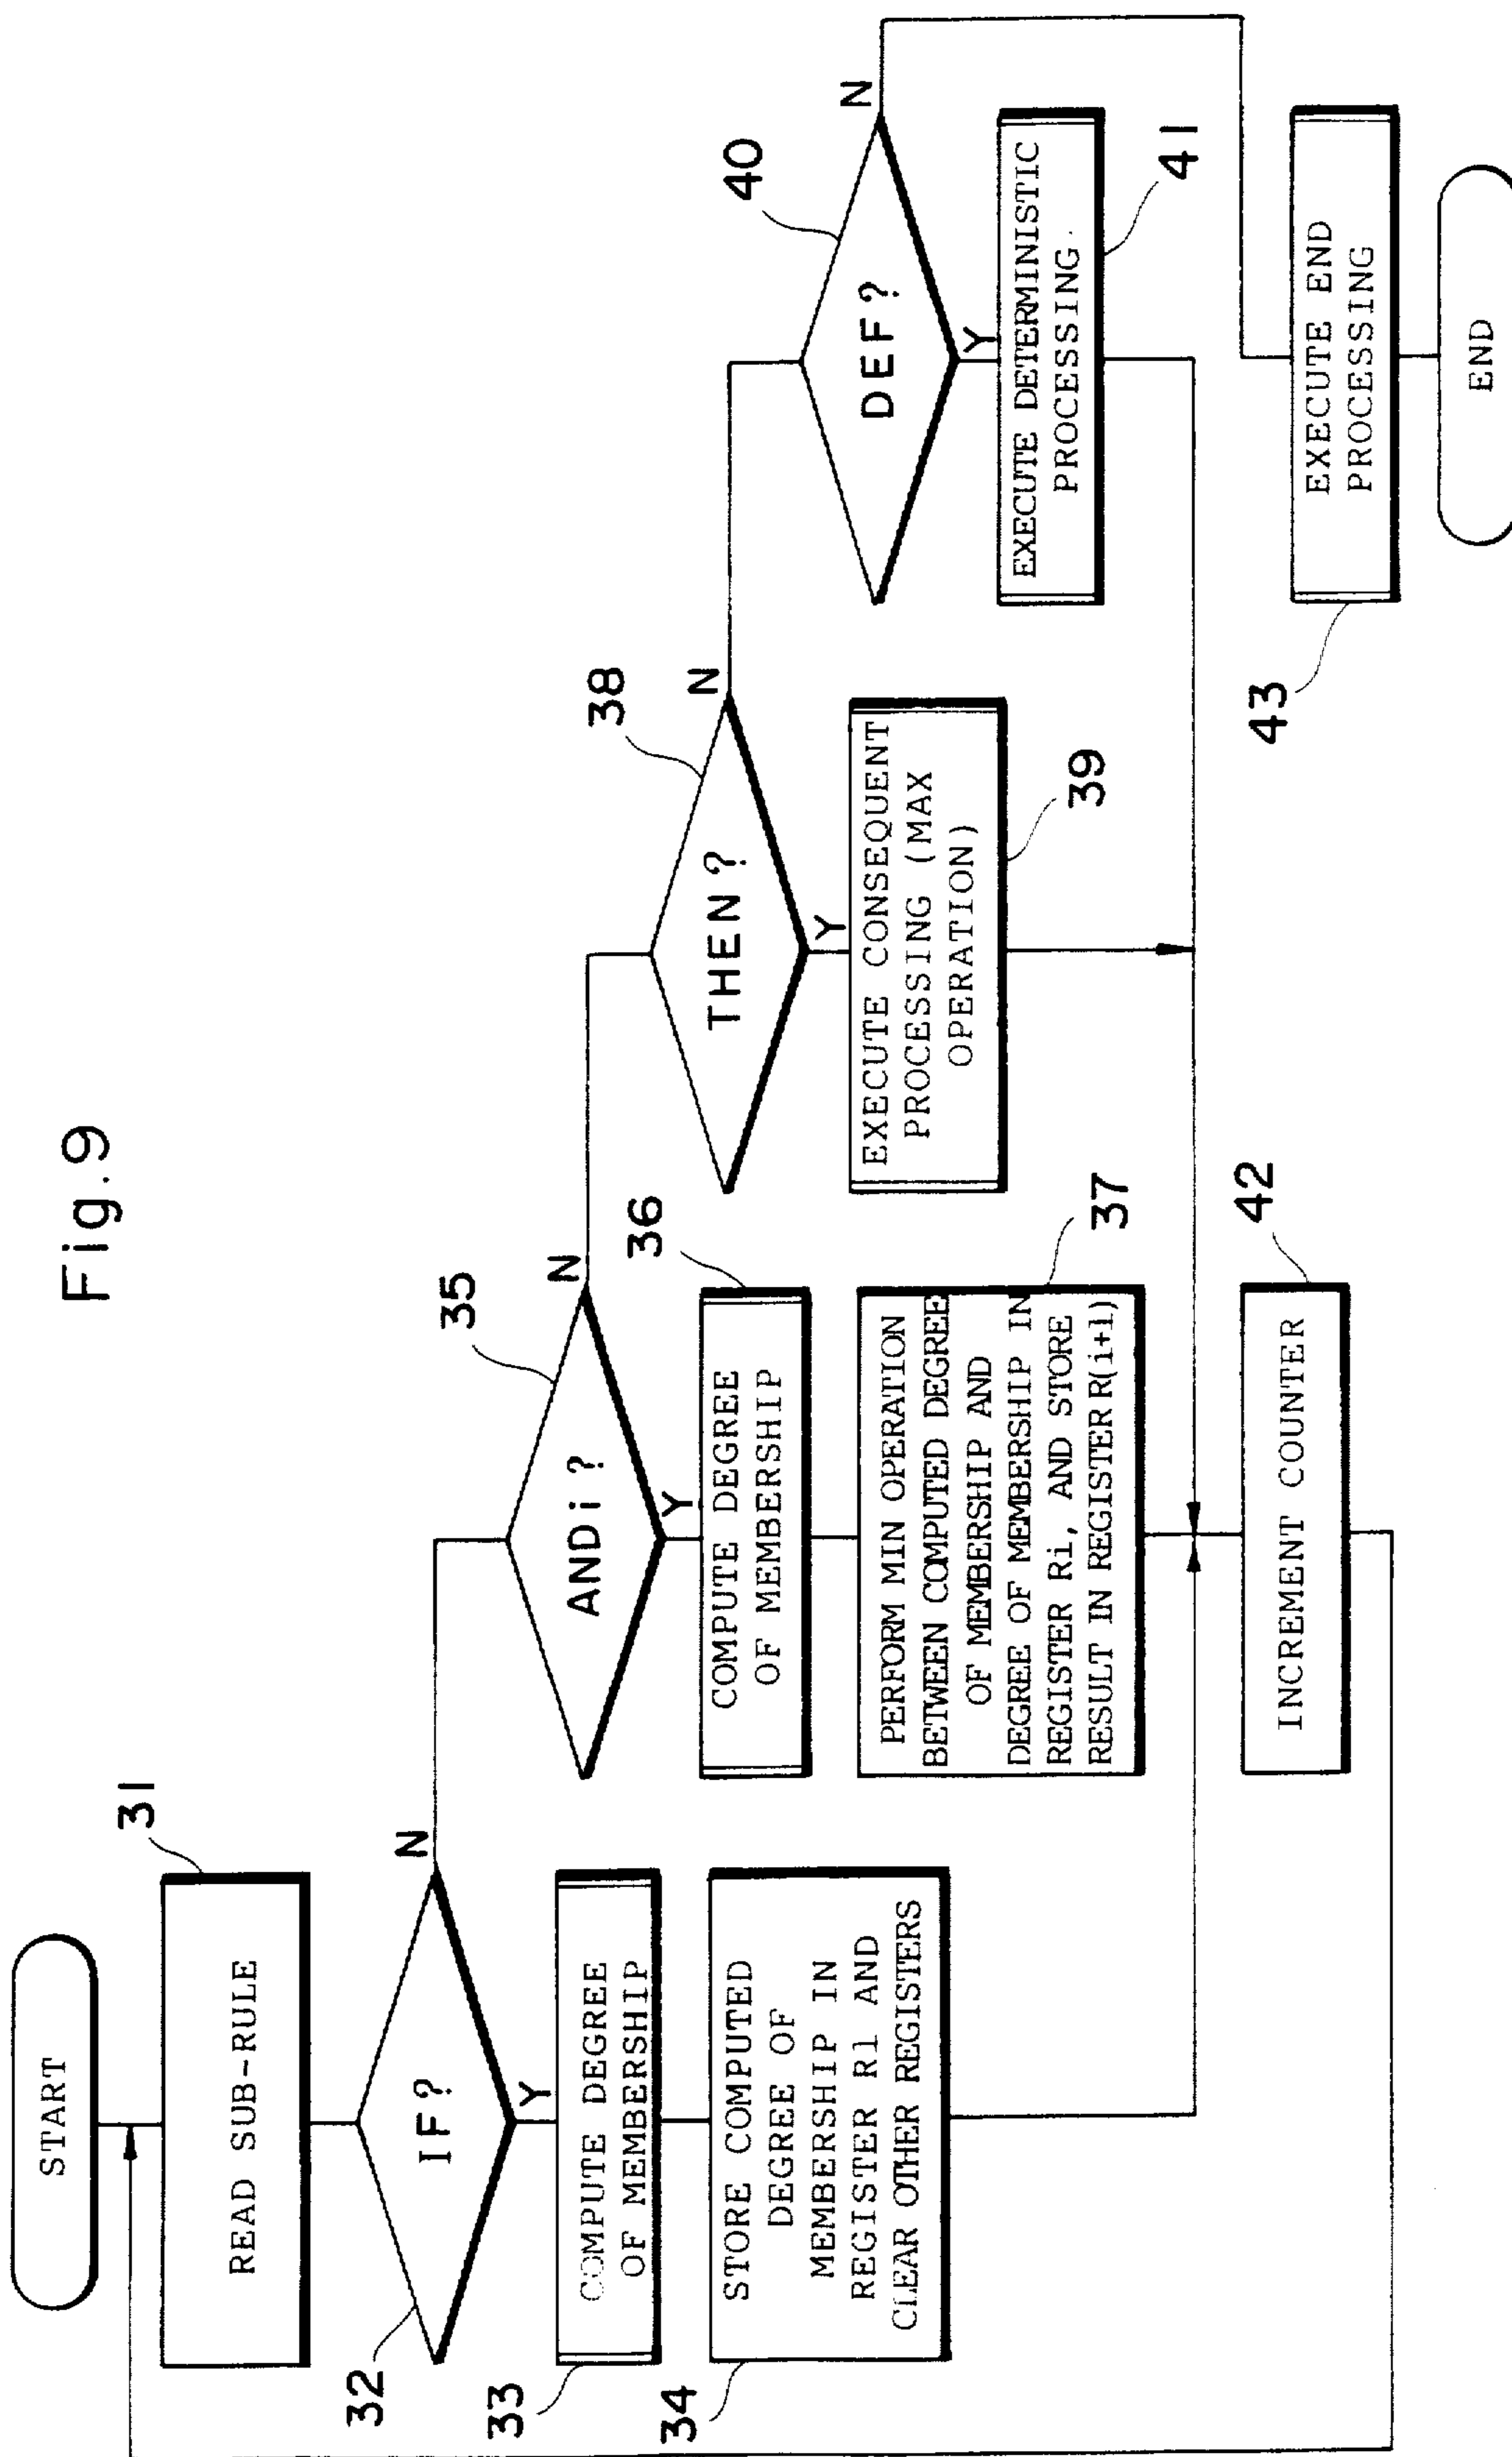 Fig.9
START
31
READ SUB-RULE
32
IF?
N
Y
33
COMPUTE DEGREE
OF MEMBERSHIP
34
STORE COMPUTED
DEGREE OF
MEMBERSHIP IN
REGISTER R1 AND
CLEAR OTHER REGISTERS
35
ANDi?
N
Y
36
COMPUTE DEGREE
OF MEMBERSHIP
37
PERFORM MIN OPERATION
BETWEEN COMPUTED DEGREE
OF MEMBERSHIP AND
DEGREE OF MEMBERSHIP IN
REGISTER Ri, AND STORE
RESULT IN REGISTER R(i+1)
38
THEN?
N
Y
EXECUTE CONSEQUENT
PROCESSING (MAX
OPERATION)
39
40
DEF?
N
Y
EXECUTE DETERMINISTIC
PROCESSING
41
42
INCREMENT COUNTER
43
EXECUTE END
PROCESSING
END